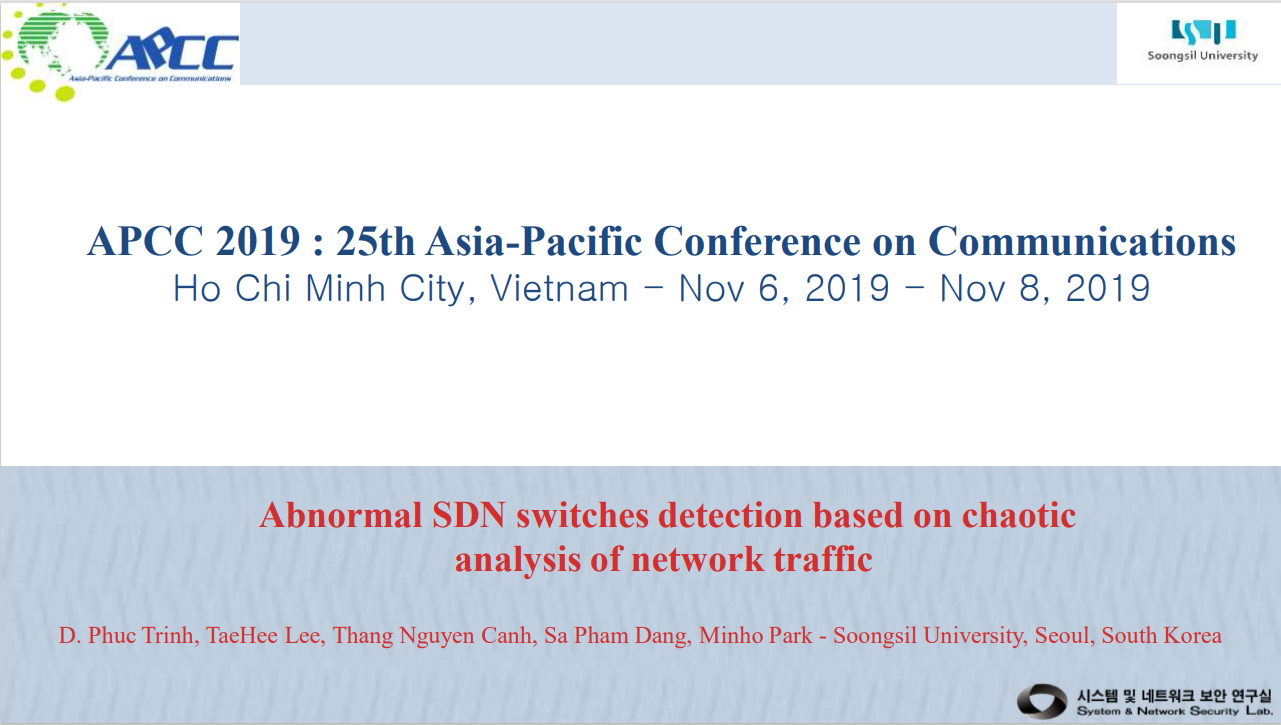 APCC
Asia-Pacific Conference on Communications
Soongsil University
APCC 2019 : 25th Asia-Pacific Conference on Communications
Ho Chi Minh City, Vietnam – Nov 6, 2019 – Nov 8, 2019
Abnormal SDN switches detection based on chaotic
analysis of network traffic
D. Phuc Trinh, TaeHee Lee, Thang Nguyen Canh, Sa Pham Dang, Minho Park - Soongsil University, Seoul, South Korea
시스템 및 네트워크 보안 연구실
System & Network Security Lab.